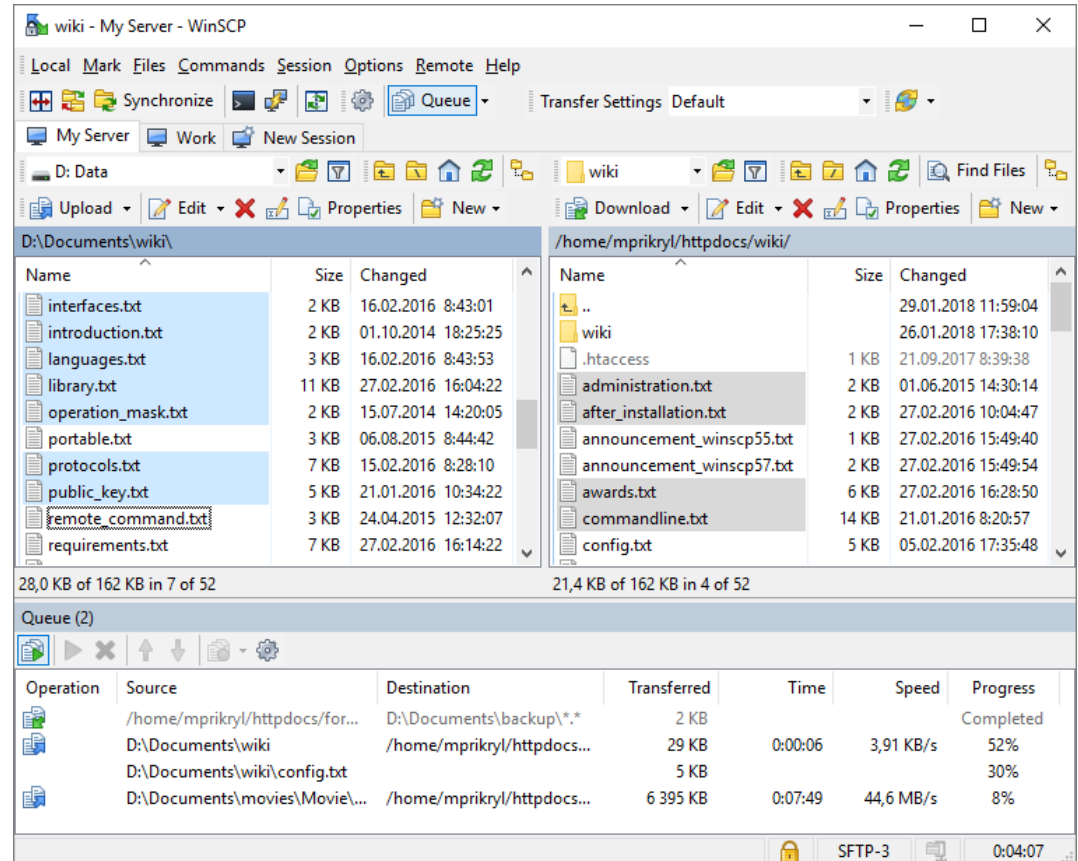 wiki - My Server - WinSCP
Local Mark Files Commands Session Options Remote Help
Synchronize Queue Transfer Settings Default
My Server Work New Session
D: Data wiki Find Files
Upload Edit Properties New Download Edit Properties New
D:\Documents\wiki\ /home/mprikryl/httpdocs/wiki/
Name Size Changed Name Size Changed
interfaces.txt 2 KB 16.02.2016 8:43:01 .. 29.01.2018 11:59:04
introduction.txt 2 KB 01.10.2014 18:25:25 wiki 26.01.2018 17:38:10
languages.txt 3 KB 16.02.2016 8:43:53 .htaccess 1 KB 21.09.2017 8:39:38
library.txt 11 KB 27.02.2016 16:04:22 administration.txt 2 KB 01.06.2015 14:30:14
operation_mask.txt 2 KB 15.07.2014 14:20:05 after_installation.txt 2 KB 27.02.2016 10:04:47
portable.txt 3 KB 06.08.2015 8:44:42 announcement_winscp55.txt 1 KB 27.02.2016 15:49:40
protocols.txt 7 KB 15.02.2016 8:28:10 announcement_winscp57.txt 2 KB 27.02.2016 15:49:54
public_key.txt 5 KB 21.01.2016 10:34:22 awards.txt 6 KB 27.02.2016 16:28:50
remote_command.txt 3 KB 24.04.2015 12:32:07 commandline.txt 14 KB 21.01.2016 8:20:57
requirements.txt 7 KB 27.02.2016 16:14:22 config.txt 5 KB 05.02.2016 17:35:48
28,0 KB of 162 KB in 7 of 52 21,4 KB of 162 KB in 4 of 52
Queue (2)
Operation Source Destination Transferred Time Speed Progress
/home/mprikryl/httpdocs/for... D:\Documents\backup\*.* 2 KB Completed
D:\Documents\wiki /home/mprikryl/httpdocs... 29 KB 0:00:06 3,91 KB/s 52%
D:\Documents\wiki\config.txt 5 KB 30%
D:\Documents\movies\Movie\... /home/mprikryl/httpdocs... 6 395 KB 0:07:49 44,6 MB/s 8%
SFTP-3 0:04:07